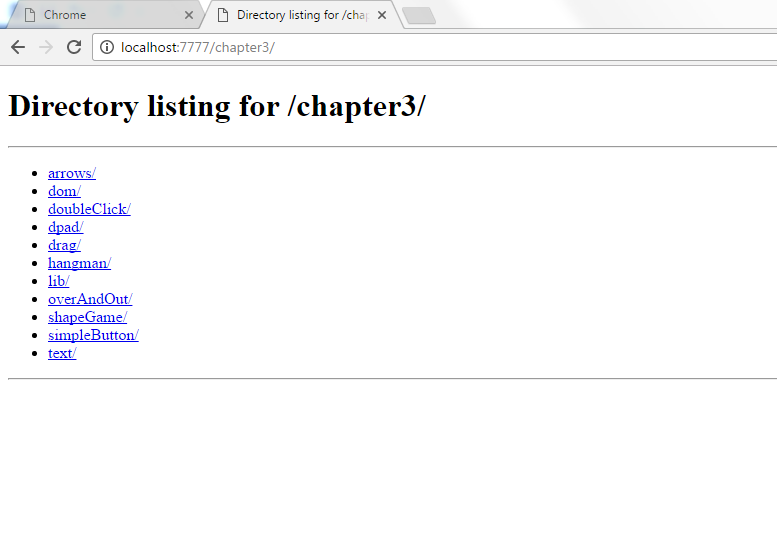 Chrome
Directory listing for /chap
localhost:7777/chapter3/
Directory listing for /chapter3/
arrows/
dom/
doubleClick/
dpad/
drag/
hangman/
lib/
overAndOut/
shapeGame/
simpleButton/
text/